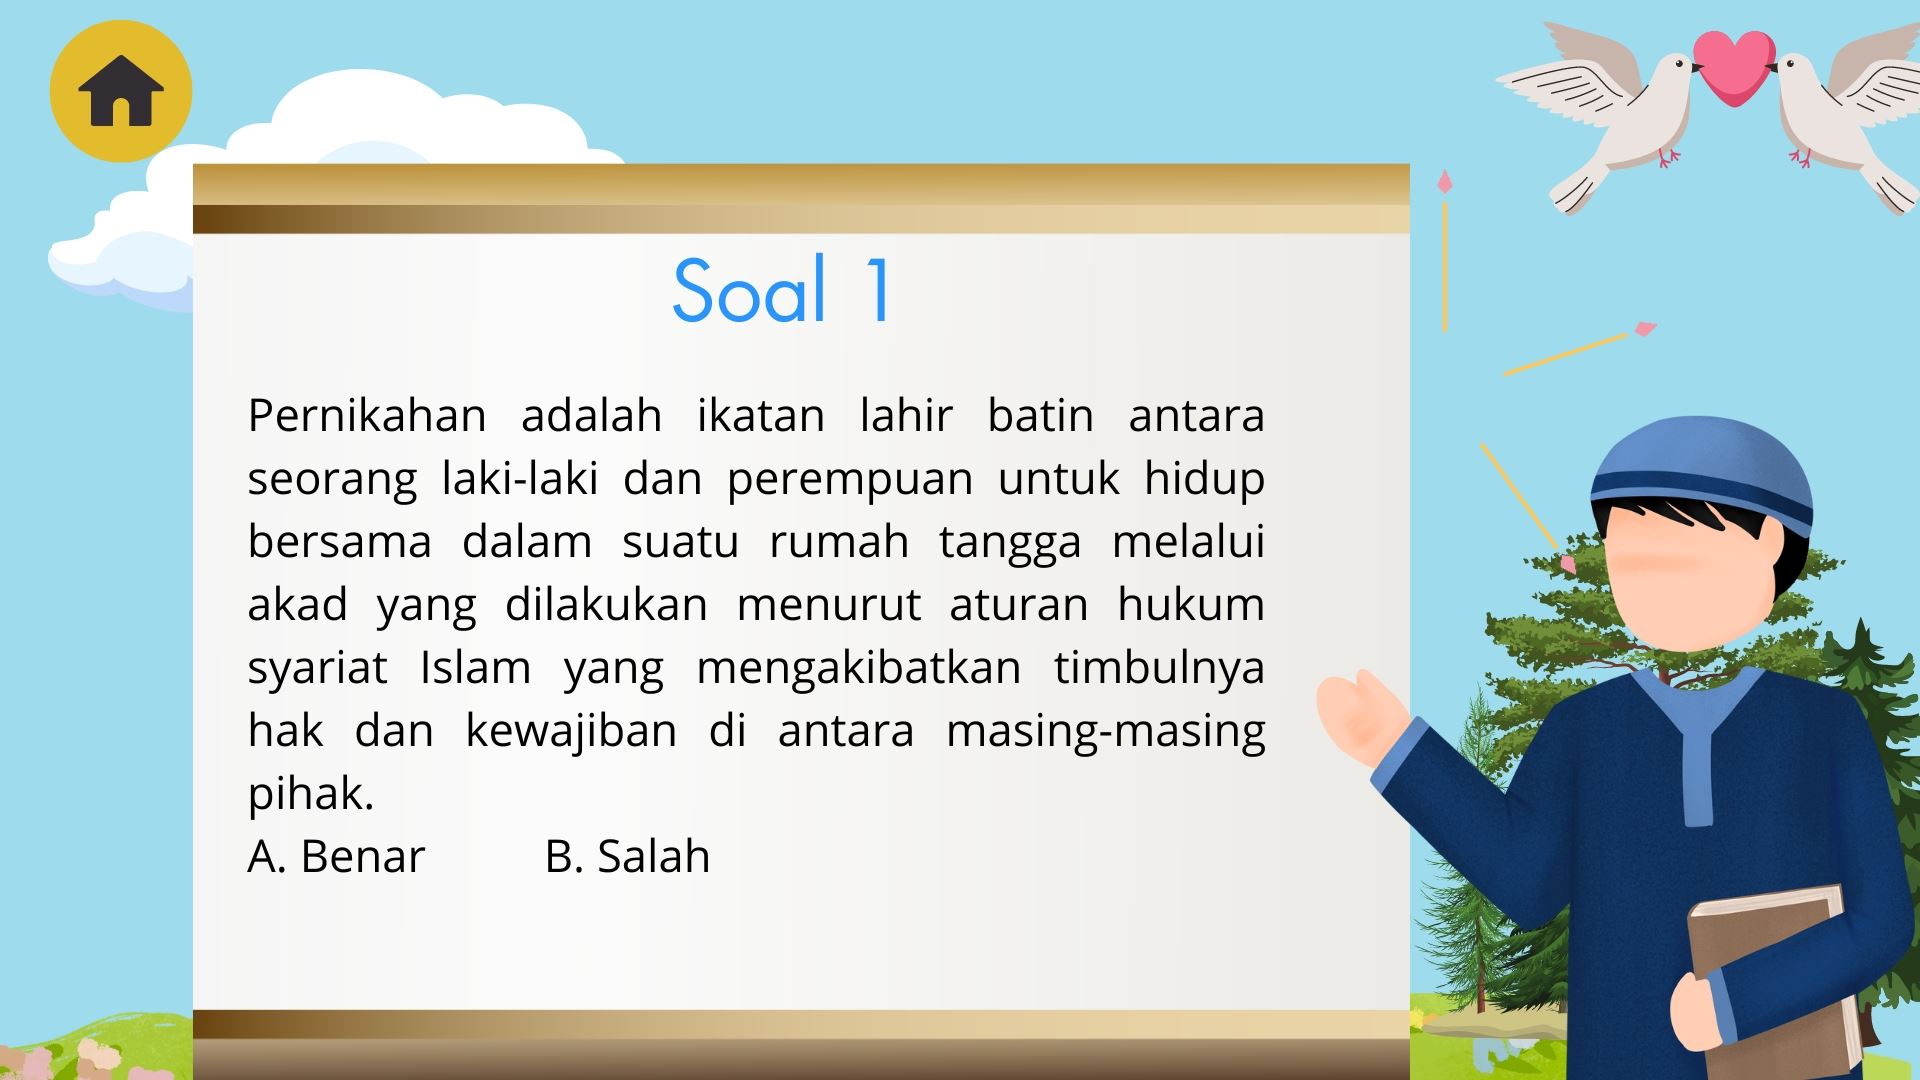 Soal 1
Pernikahan adalah ikatan lahir batin antara
seorang laki-laki dan perempuan untuk hidup
bersama dalam suatu rumah tangga melalui
akad yang dilakukan menurut aturan hukum
syariat Islam yang mengakibatkan timbulnya
hak dan kewajiban di antara masing-masing
pihak.
A. Benar B. Salah